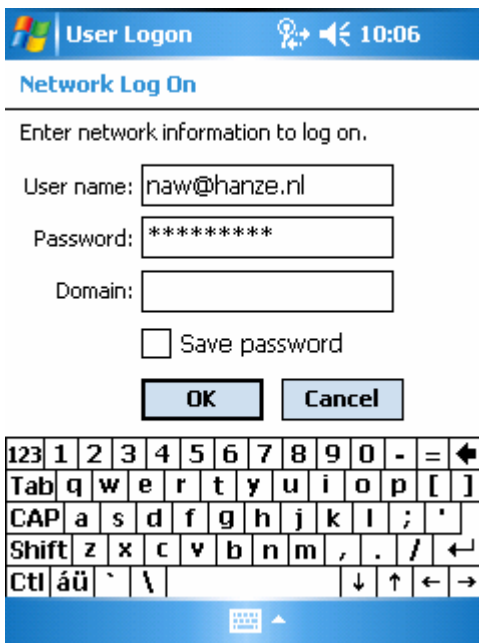 User Logon 10:06
Network Log On
Enter network information to log on.
User name: naw@hanze.nl
Password: *********
Domain:
Save password
OK Cancel
123 1 2 3 4 5 6 7 8 9 0 - =
Tab q w e r t y u i o p [ ]
CAP a s d f g h j k l ; '
Shift z x c v b n m , . /
Ctl áü ` \